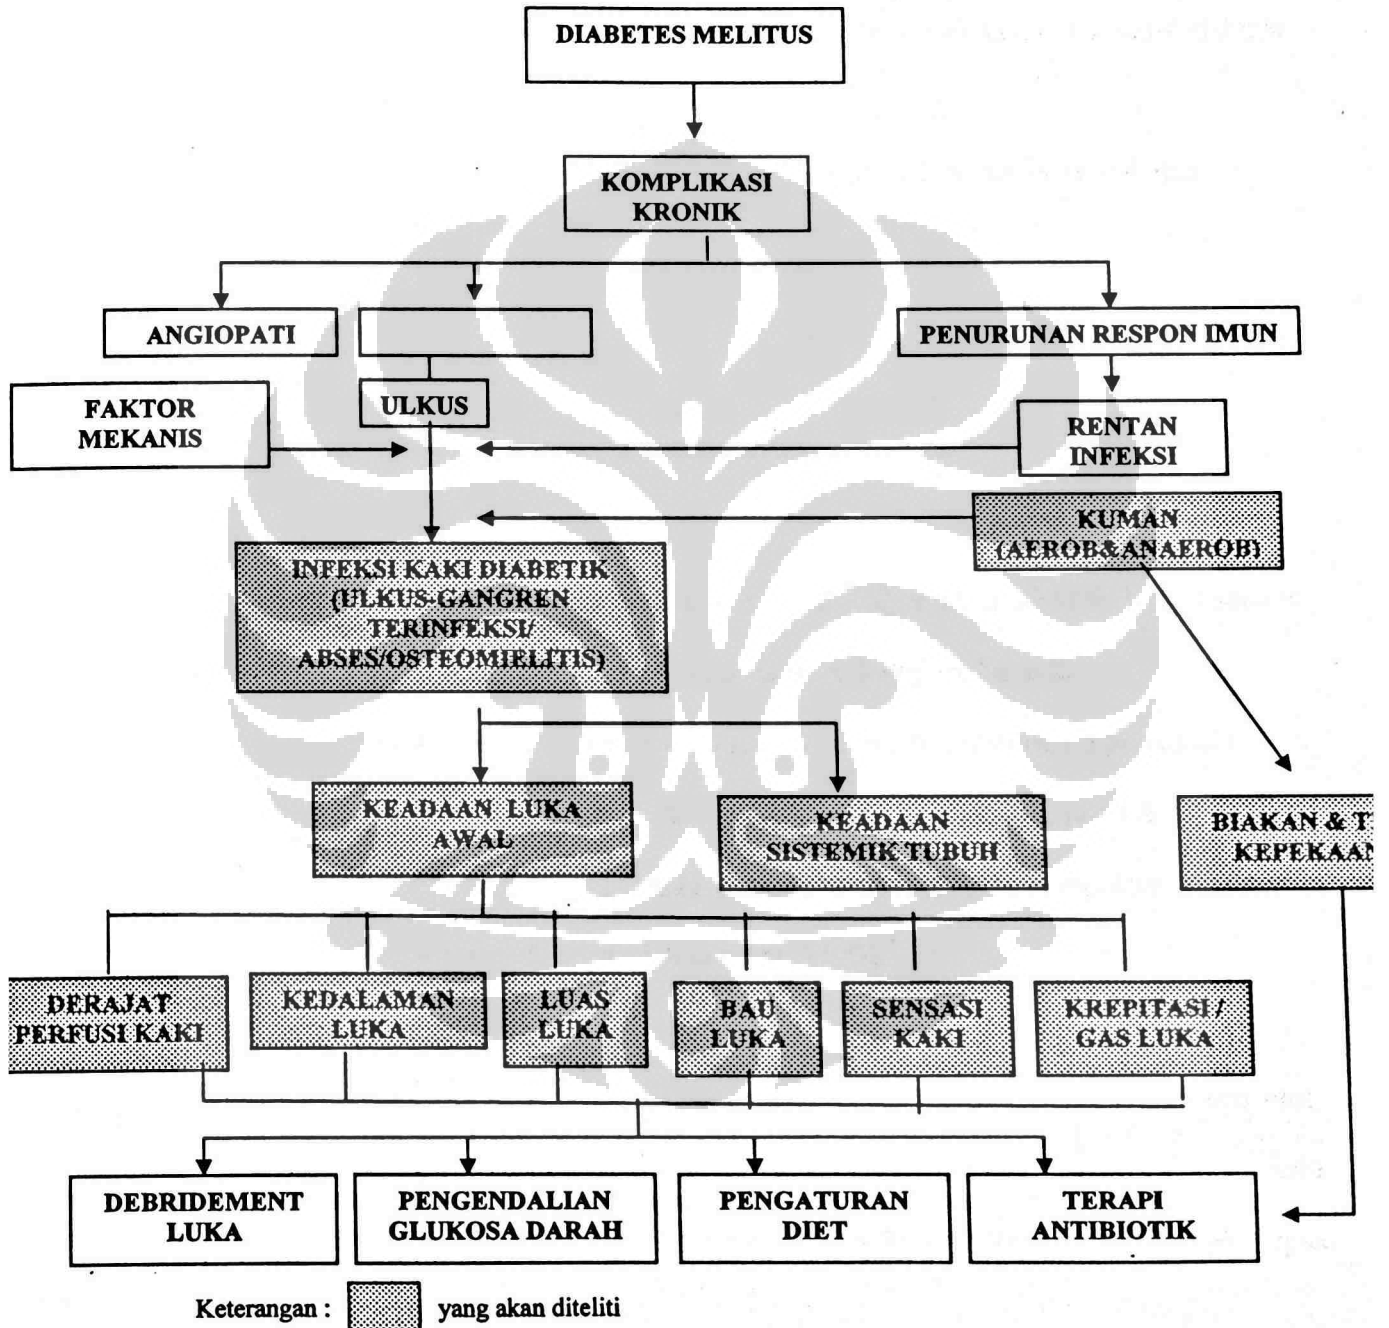 DIABETES MELITUS
KOMPLIKASI
KRONIK
ANGIOPATI
PENURUNAN RESPON IMUN
FAKTOR
MEKANIS
ULKUS
RENTAN
INFEKSI
KUMAN
(AEROB&ANAEROB)
INFEKSI KAKI DIABETIK
(ULKUS-GANGREN
TERINFEKSI/
ABSES/OSTEOMIELITIS)
KEADAAN LUKA
AWAL
KEADAAN
SISTEMIK TUBUH
BIAKAN & T
KEPEKAAN
DERAJAT
PERFUSI KAKI
KEDALAMAN
LUKA
LUAS
LUKA
BAU
LUKA
SENSASI
KAKI
KREPITASI /
GAS LUKA
DEBRIDEMENT
LUKA
PENGENDALIAN
GLUKOSA DARAH
PENGATURAN
DIET
TERAPI
ANTIBIOTIK
Keterangan : yang akan diteliti